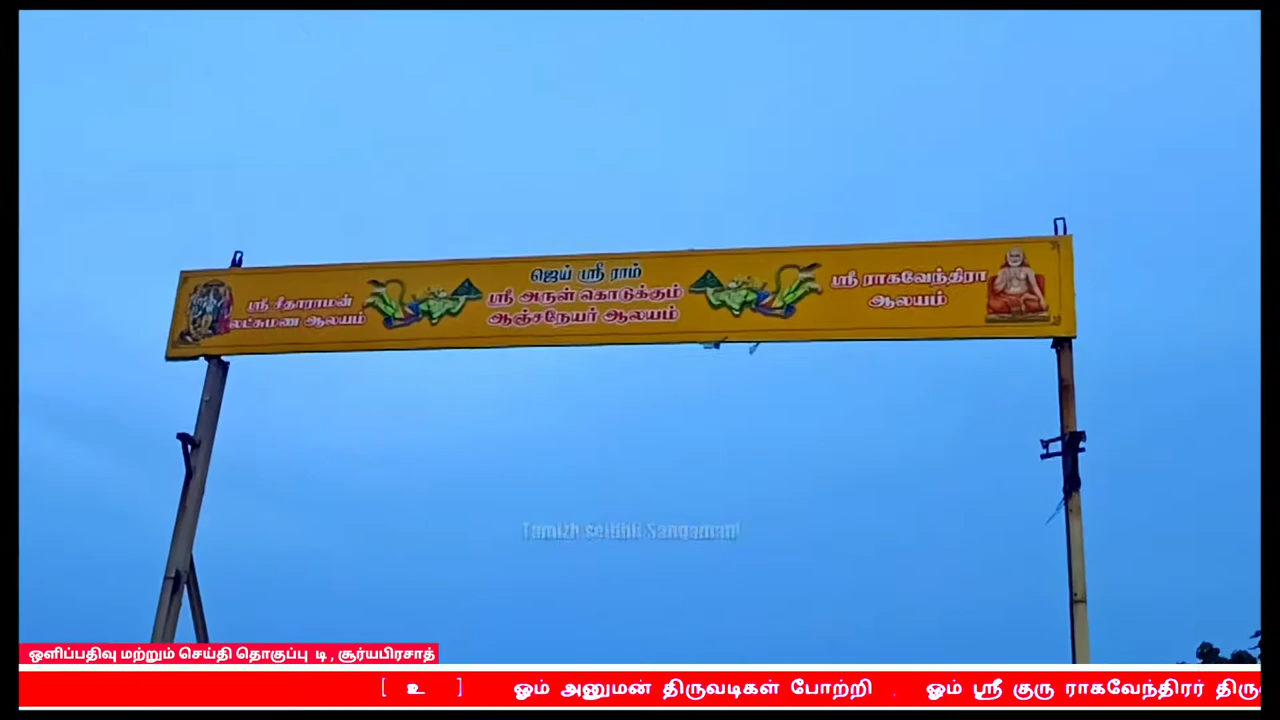 ஜெய் ஸ்ரீ ராம்
ஸ்ரீ சீதாராமன்
லட்சுமண ஆலயம்
ஸ்ரீ அருள் கொடுக்கும்
ஆஞ்சநேயர் ஆலயம்
ஸ்ரீ ராகவேந்திரா
ஆலயம்
Tamizh seidhi Sangamam
ஒளிப்பதிவு மற்றும் செய்தி தொகுப்பு டி , சூர்யபிரசாத்
[ உ ] ஓம் அனுமன் திருவடிகள் போற்றி . ஓம் ஸ்ரீ குரு ராகவேந்திரர்